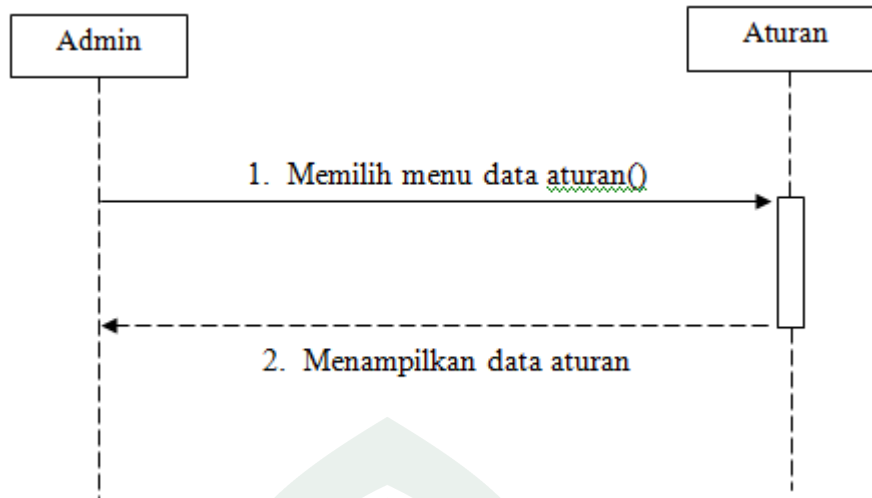 Admin
Aturan
1. Memilih menu data aturan()
2. Menampilkan data aturan